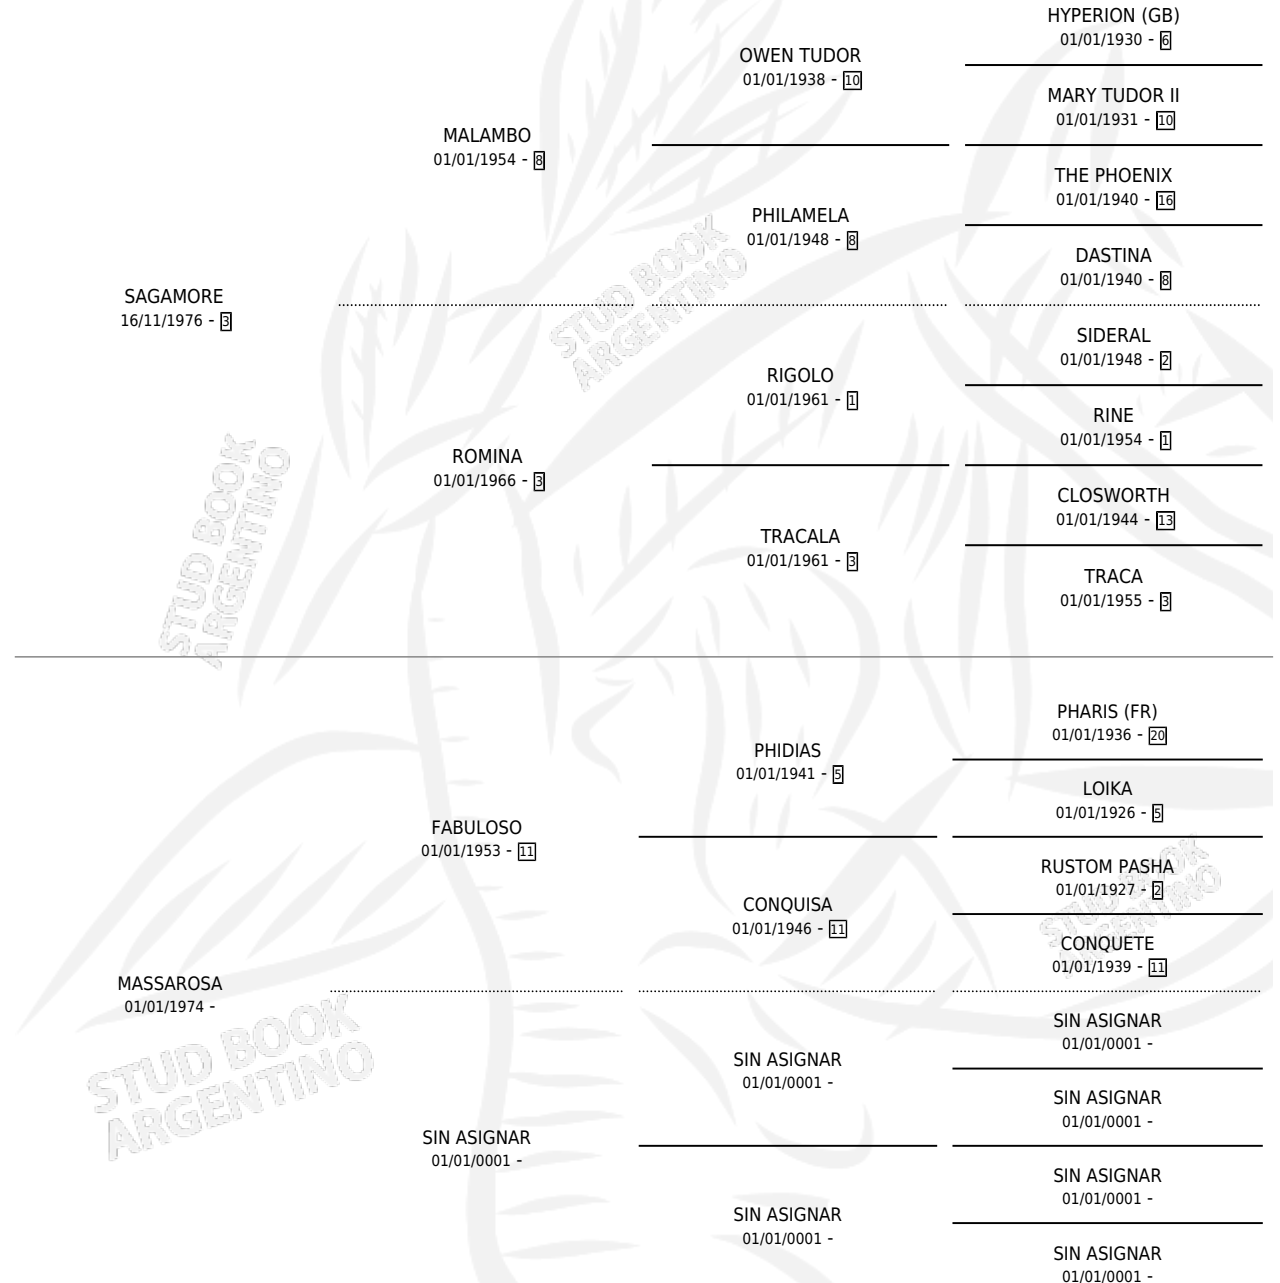 HYPERION (GB)
01/01/1930 - 6
OWEN TUDOR
01/01/1938 - 10
MARY TUDOR II
01/01/1931 - 10
MALAMBO
01/01/1954 - 8
THE PHOENIX
01/01/1940 - 16
PHILAMELA
01/01/1948 - 8
DASTINA
01/01/1940 - 8
SAGAMORE
16/11/1976 - 3
STUD BOOK
ARGENTINO
SIDERAL
01/01/1948 - 2
RIGOLO
01/01/1961 - 1
RINE
01/01/1954 - 1
ROMINA
01/01/1966 - 3
CLOSWORTH
01/01/1944 - 13
TRACALA
01/01/1961 - 3
TRACA
01/01/1955 - 3
STUD BOOK
ARGENTINO
PHARIS (FR)
01/01/1936 - 20
PHIDIAS
01/01/1941 - 5
LOIKA
01/01/1926 - 5
FABULOSO
01/01/1953 - 11
RUSTOM PASHA
01/01/1927 - 2
CONQUISA
01/01/1946 - 11
STUD BOOK
ARGENTINO
CONQUETE
01/01/1939 - 11
MASSAROSA
01/01/1974 -
STUD BOOK
ARGENTINO
SIN ASIGNAR
01/01/0001 -
SIN ASIGNAR
01/01/0001 -
SIN ASIGNAR
01/01/0001 -
SIN ASIGNAR
01/01/0001 -
SIN ASIGNAR
01/01/0001 -
SIN ASIGNAR
01/01/0001 -
SIN ASIGNAR
01/01/0001 -